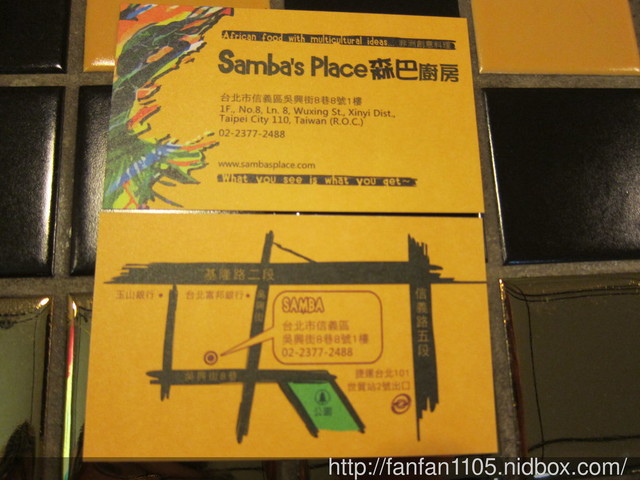 African food with multicultural ideas... 非洲創意料理
Samba's Place 森巴廚房
台北市信義區吳興街8巷8號1樓
1F., No.8, Ln. 8, Wuxing St., Xinyi Dist.,
Taipei City 110, Taiwan (R.O.C.)
02-2377-2488
www.sambasplace.com
What you see is what you get~
基隆路二段
玉山銀行
台北富邦銀行
SAMBA
台北市信義區
吳興街8巷8號1樓
02-2377-2488
信義路五段
吳興街8巷
公園
捷運台北101
世貿站2號出口
http://fanfan1105.nidbox.com/